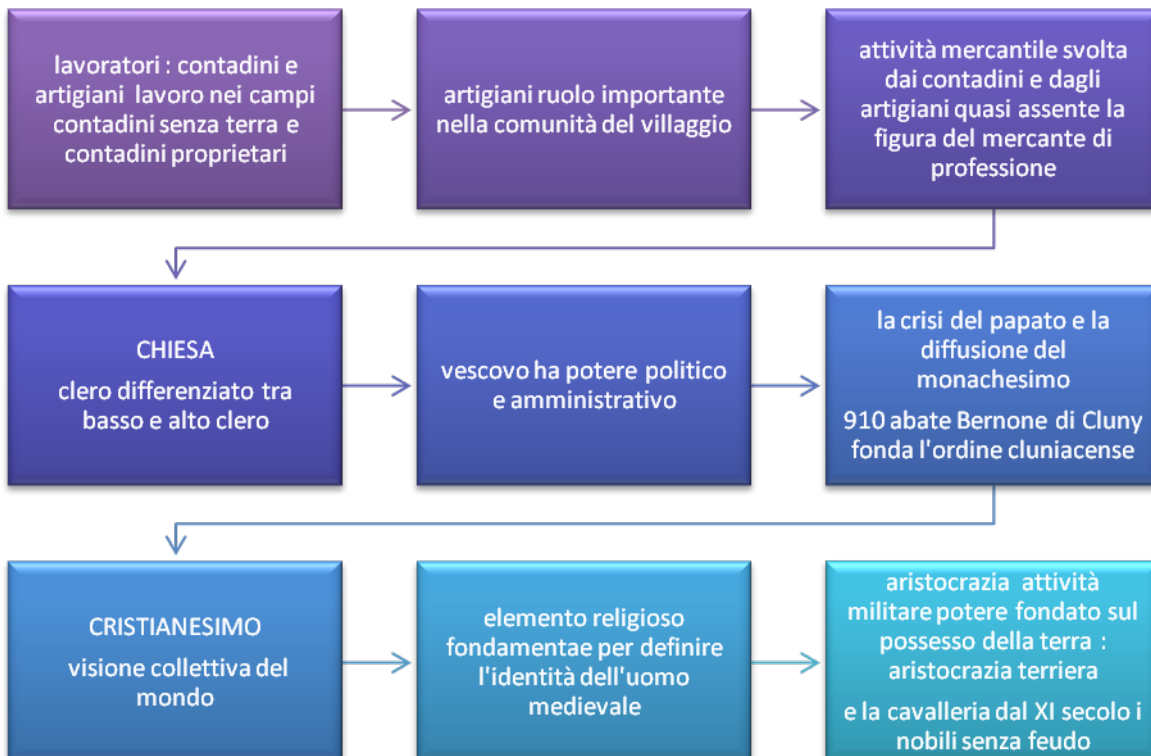 lavoratori : contadini e
artigiani lavoro nei campi
contadini senza terra e
contadini proprietari
artigiani ruolo importante
nella comunità del villaggio
attività mercantile svolta
dai contadini e dagli
artigiani quasi assente la
figura del mercante di
professione
CHIESA
clero differenziato tra
basso e alto clero
vescovo ha potere politico
e amministrativo
la crisi del papato e la
diffusione del
monachesimo
910 abate Bernone di Cluny
fonda l'ordine cluniacense
CRISTIANESIMO
visione collettiva del
mondo
elemento religioso
fondamentae per definire
l'identità dell'uomo
medievale
aristocrazia attività
militare potere fondato sul
possesso della terra :
aristocrazia terriera
e la cavalleria dal XI secolo i
nobili senza feudo